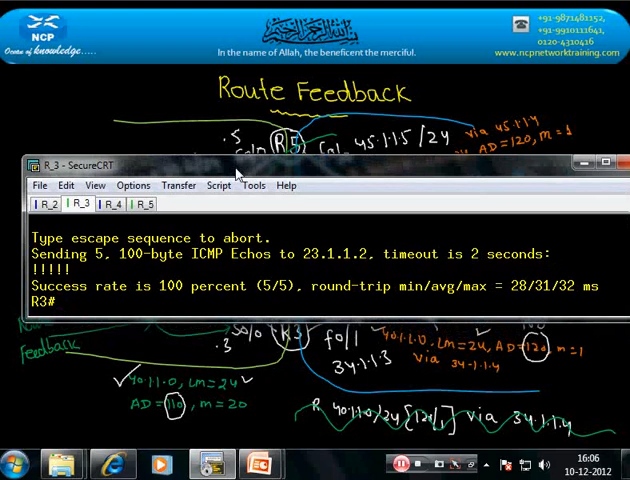 NCP
Ocean of knowledge.....
بسم الله الرحمن الرحيم
In the name of Allah, the beneficent the merciful.
+91-9871481152,
+91-9910111641,
0120-4310416
www.ncpnetworktraining.com
Route Feedback
.5
R5
45.1.1.5/24
via 45.1.1.4
AD=120, m=1
R_3 - SecureCRT
File Edit View Options Transfer Script Tools Help
R_2 R_3 R_4 R_5
Type escape sequence to abort.
Sending 5, 100-byte ICMP Echos to 23.1.1.2, timeout is 2 seconds:
!!!!!
Success rate is 100 percent (5/5), round-trip min/avg/max = 28/31/32 ms
R3#
Feedback
.3
R3
fo/1
34.1.1.3
40.1.1.0, LM=24, AD=120, m=1
via 34.1.1.4
40.1.1.0, LM=24
AD=110, m=20
R 40.1.1.0/24 [120/1] via 34.1.1.4
16:06
10-12-2012